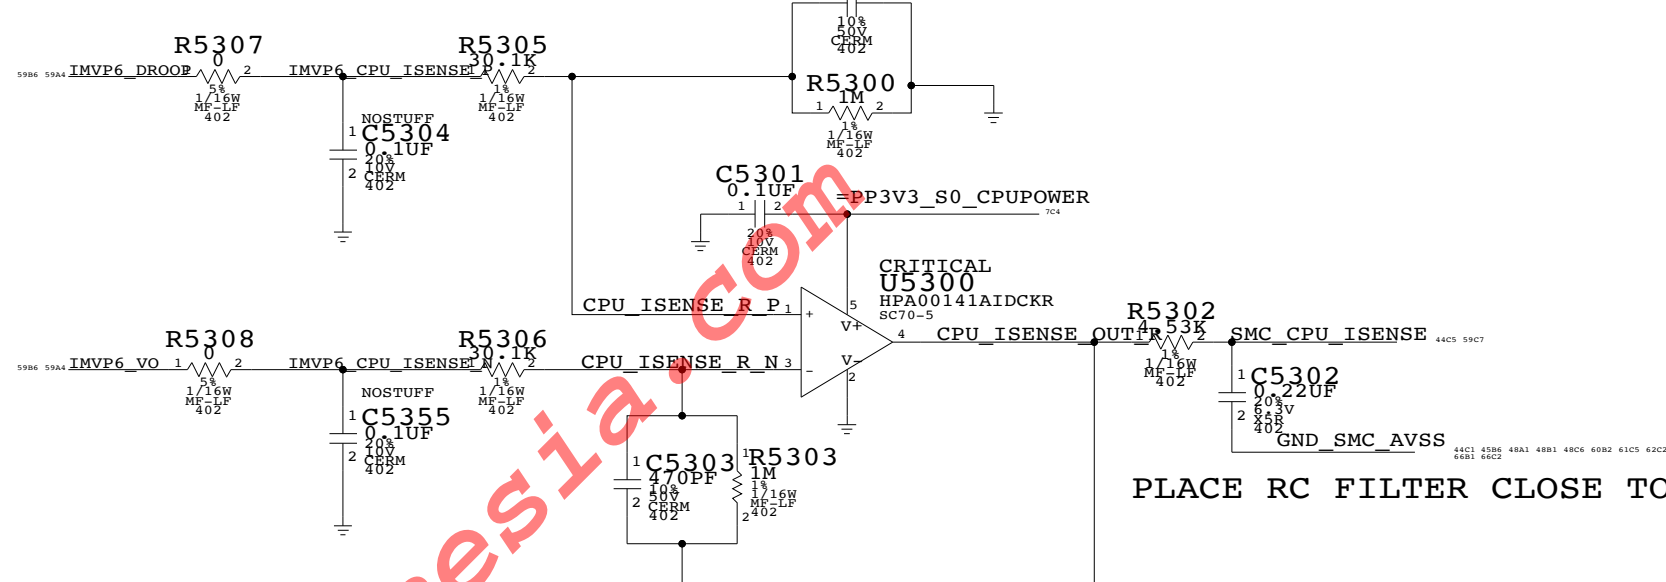 10%
50V
CERM
402
R5307
0
59B6 59A4
IMVP6_DROOP
2
5%
1/16W
MF-LF
402
IMVP6_CPU_ISENSE_P
R5305
30.1K
1
2
1%
1/16W
MF-LF
402
R5300
1M
1
2
1%
1/16W
MF-LF
402
NOSTUFF
1
C5304
0.1UF
20%
10V
2
CERM
402
C5301
0.1UF
1
2
20%
10V
CERM
402
=PP3V3_S0_CPUPOWER
7C4
CRITICAL
U5300
HPA00141AIDCKR
SC70-5
CPU_ISENSE_R_P
1
+
5
V+
4
CPU_ISENSE_R_N
3
-
V-
2
CPU_ISENSE_OUT_R
R5302
4.53K
2
1%
1/16W
MF-LF
402
SMC_CPU_ISENSE
44C5 59C7
R5308
0
59B6 59A4
IMVP6_VO
1
2
5%
1/16W
MF-LF
402
IMVP6_CPU_ISENSE_N
R5306
30.1K
1
2
1%
1/16W
MF-LF
402
NOSTUFF
1
C5355
0.1UF
20%
10V
2
CERM
402
1
C5302
0.22UF
20%
2
6.3V
X5R
402
GND_SMC_AVSS
44C1 45B6 48A1 48B1 48C6 60B2 61C5 62C2
66B1 66C2
1
C5303
470PF
10%
50V
2
CERM
402
1
R5303
1M
1%
1/16W
MF-LF
2
402
PLACE RC FILTER CLOSE TO
esia.com